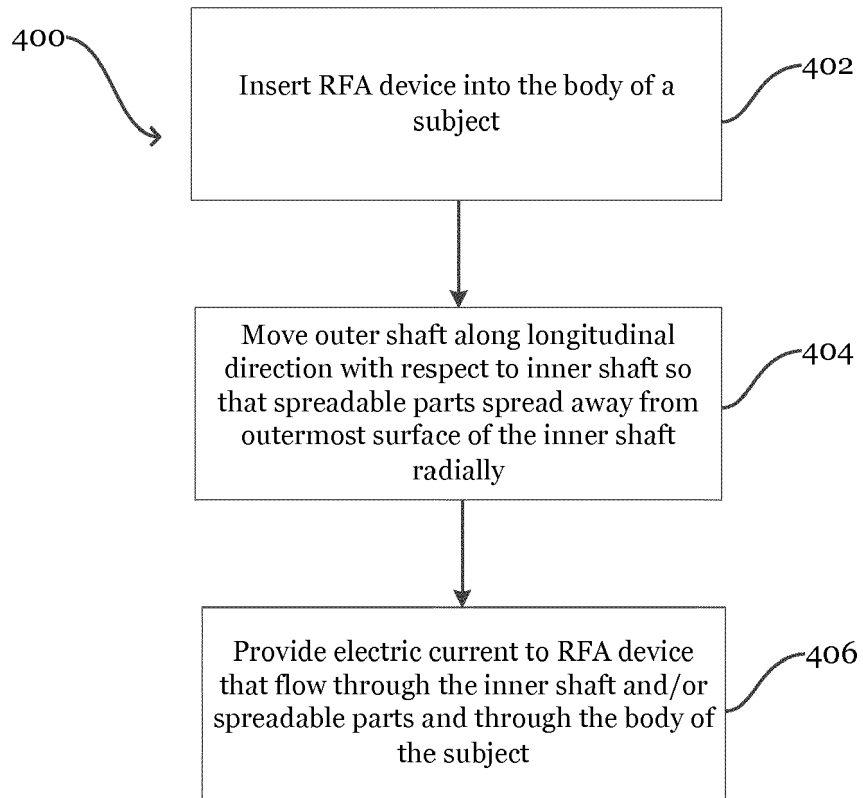 400
Insert RFA device into the body of a
subject
402
Move outer shaft along longitudinal
direction with respect to inner shaft so
that spreadable parts spread away from
outermost surface of the inner shaft
radially
404
Provide electric current to RFA device
that flow through the inner shaft and/or
spreadable parts and through the body of
the subject
406